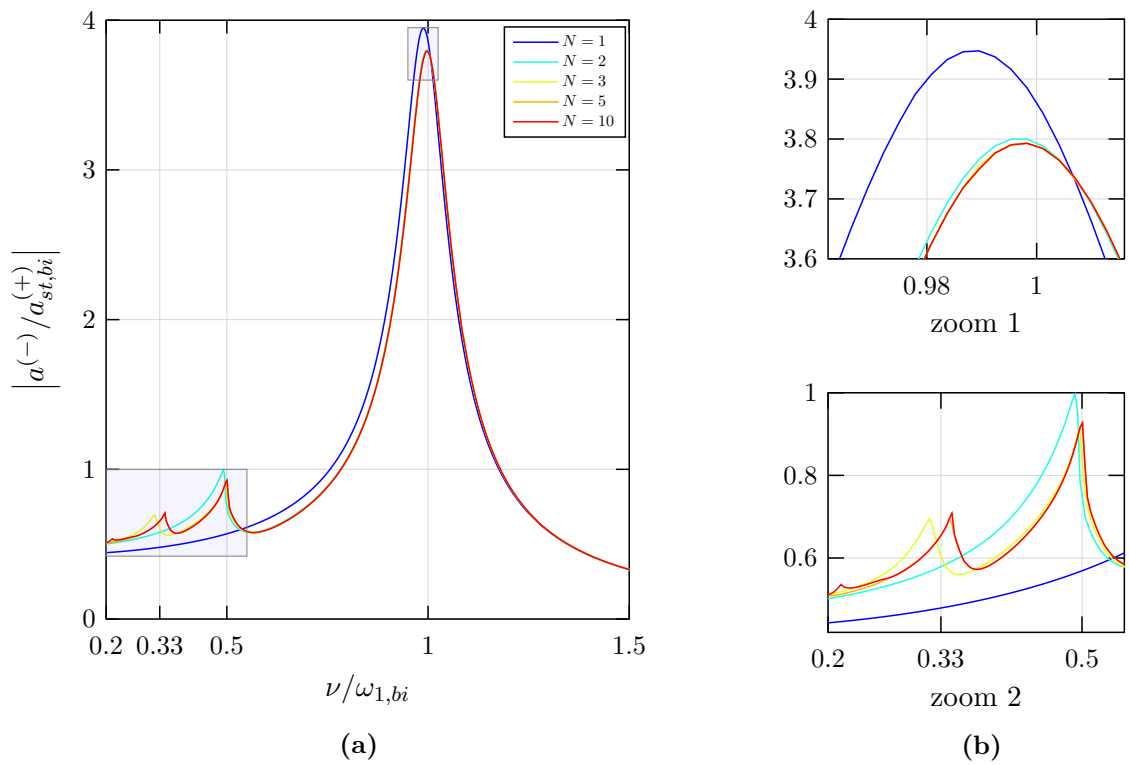 4
3
2
1
0
0.2
0.33
0.5
1
1.5
|a^{(−)}/a^{(+)}_{st,bi}|
ν/ω_{1,bi}
N = 1
N = 2
N = 3
N = 5
N = 10
(a)
4
3.9
3.8
3.7
3.6
0.98
1
zoom 1
1
0.8
0.6
0.2
0.33
0.5
zoom 2
(b)